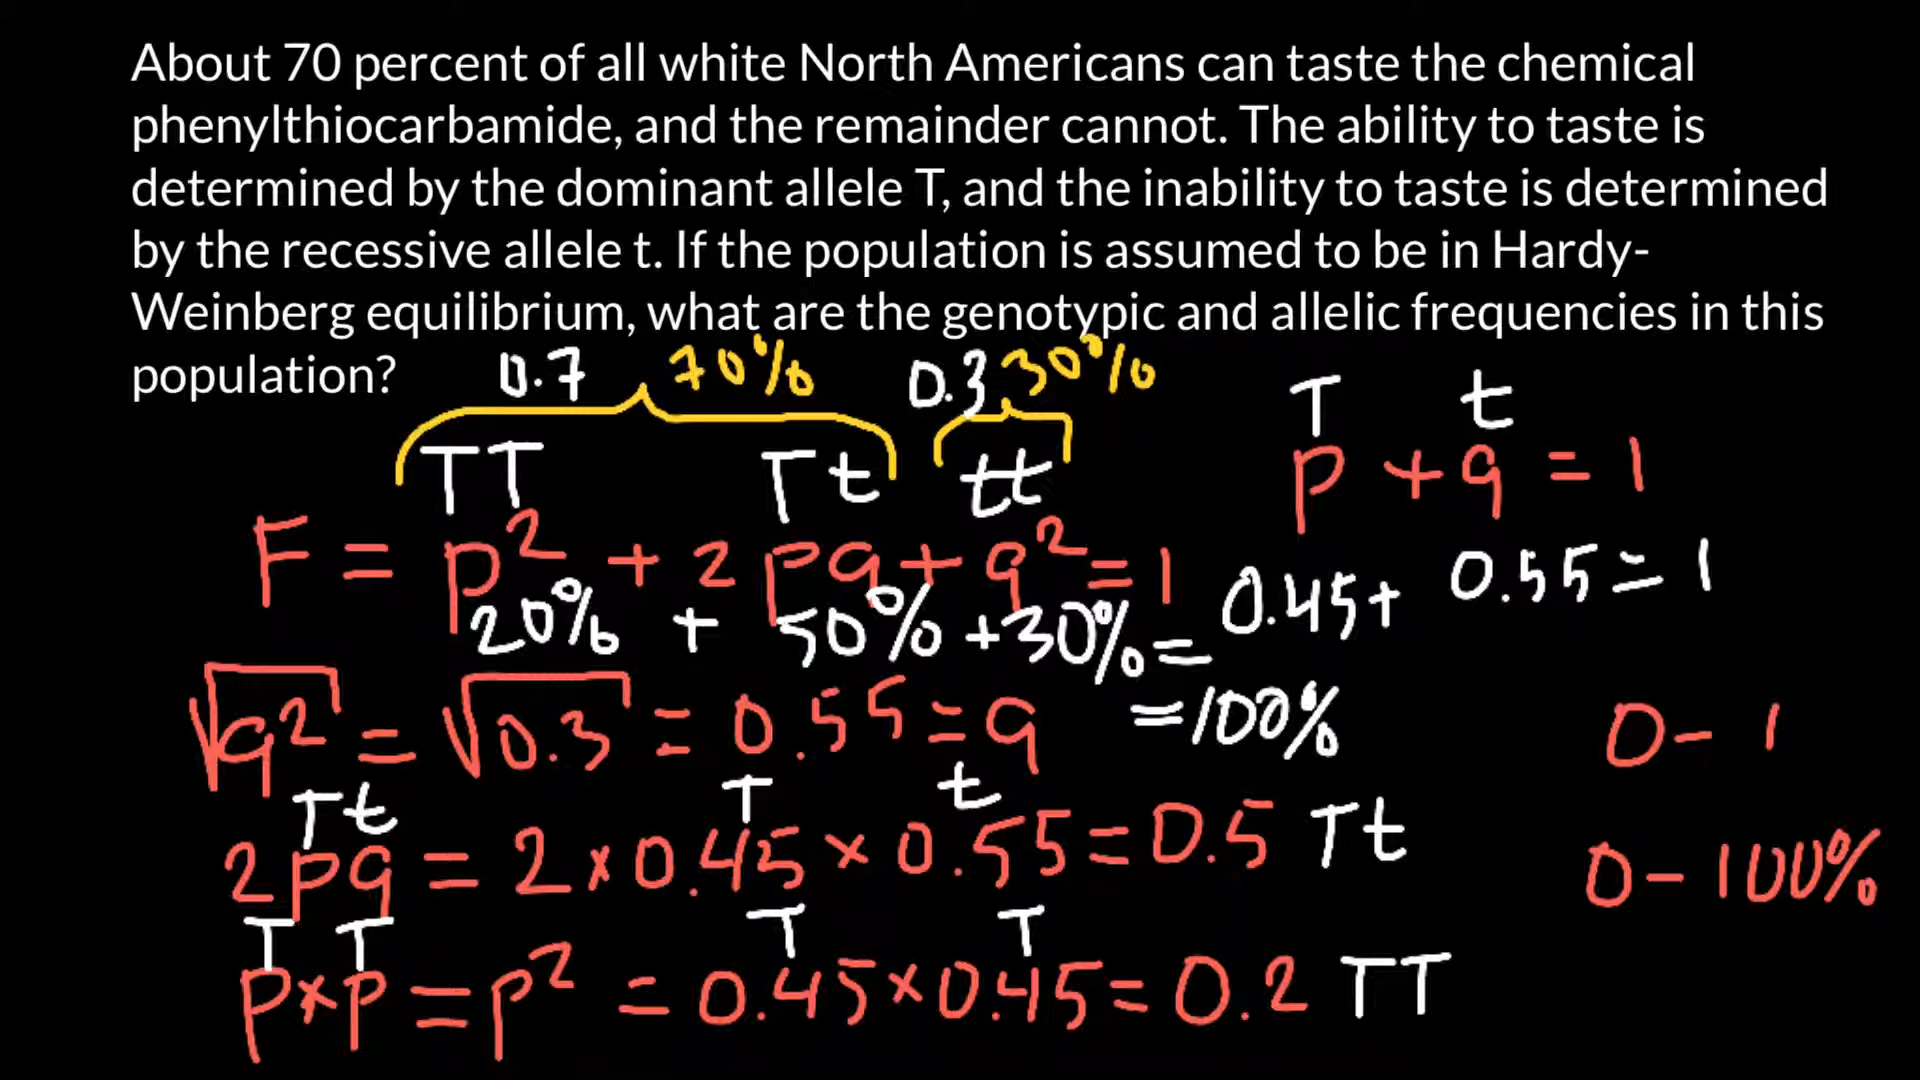 About 70 percent of all white North Americans can taste the chemical
phenylthiocarbamide, and the remainder cannot. The ability to taste is
determined by the dominant allele T, and the inability to taste is determined
by the recessive allele t. If the population is assumed to be in Hardy-
Weinberg equilibrium, what are the genotypic and allelic frequencies in this
population?
0.7 70% 0.3 30%
T t
TT Tt tt
p + q = 1
F = p² + 2pq + q² = 1
0.45 + 0.55 = 1
20% + 50% + 30% =
= 100%
√q² = √0.3 = 0.55 = q
0 - 1
Tt T t
2pq = 2 × 0.45 × 0.55 = 0.5 Tt
0 - 100%
T T T T
p × p = p² = 0.45 × 0.45 = 0.2 TT